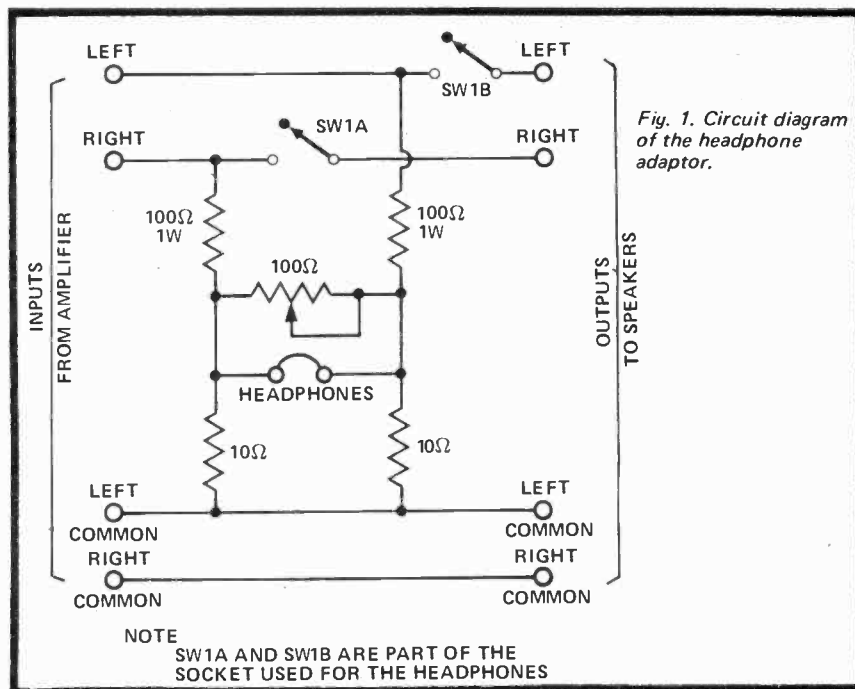 LEFT
LEFT
SW1B
Fig. 1. Circuit diagram
of the headphone
adaptor.
RIGHT
SW1A
RIGHT
100Ω
1W
100Ω
100Ω
1W
INPUTS
FROM AMPLIFIER
OUTPUTS
TO SPEAKERS
HEADPHONES
10Ω
10Ω
LEFT
COMMON
LEFT
COMMON
RIGHT
COMMON
RIGHT
COMMON
NOTE
SW1A AND SW1B ARE PART OF THE
SOCKET USED FOR THE HEADPHONES